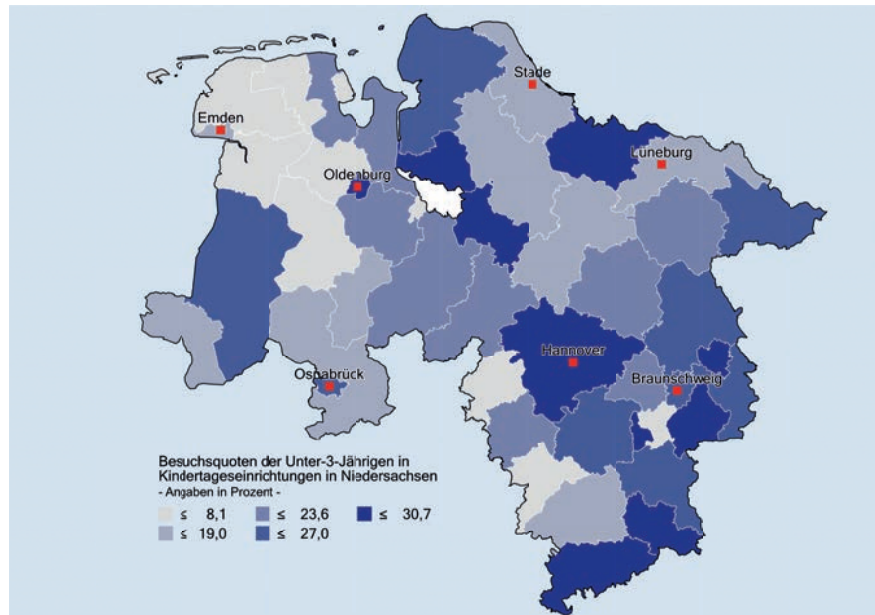 Stade
Emden
Lüneburg
Oldenburg
Hannover
Osnabrück
Braunschweig
Besuchsquoten der Unter-3-Jährigen in
Kindertageseinrichtungen in Niedersachsen
- Angaben in Prozent -
≤ 8,1 ≤ 23,6 ≤ 30,7
≤ 19,0 ≤ 27,0